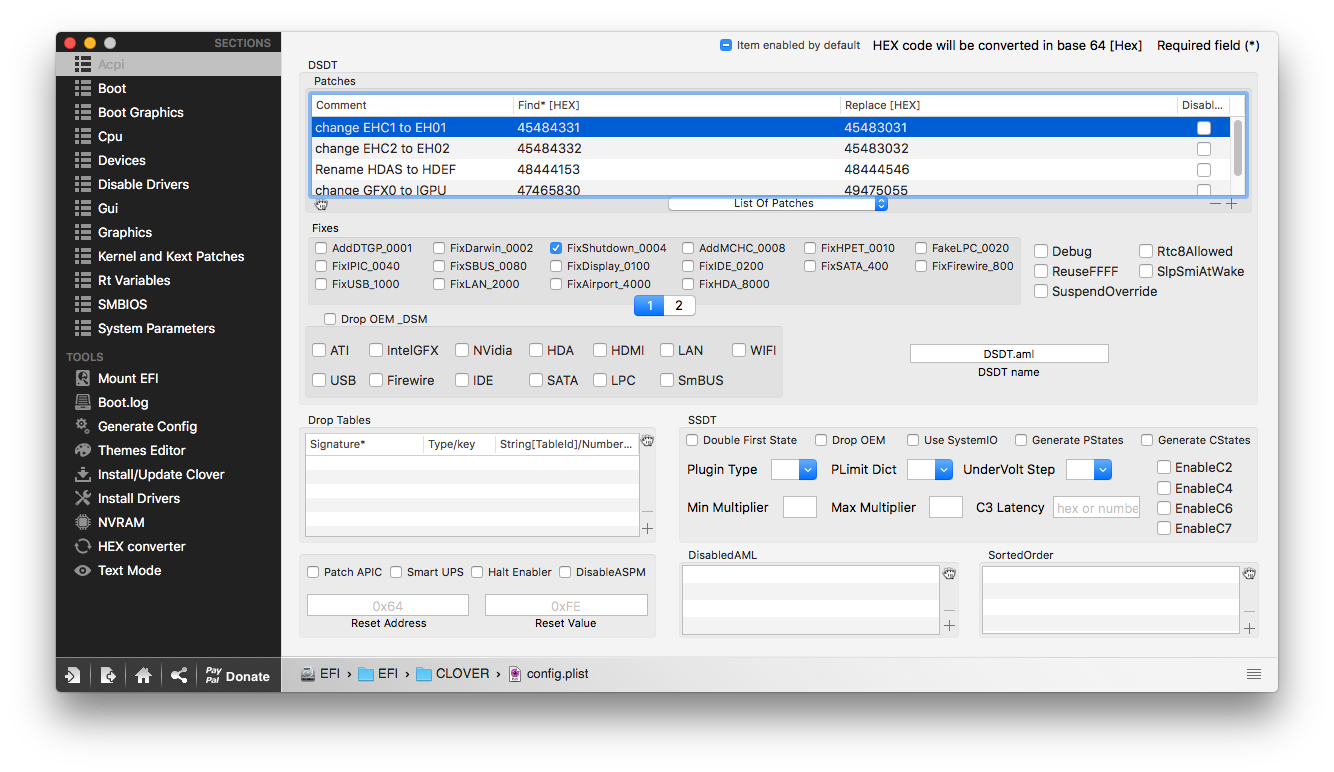 SECTIONS
Acpi
Boot
Boot Graphics
Cpu
Devices
Disable Drivers
Gui
Graphics
Kernel and Kext Patches
Rt Variables
SMBIOS
System Parameters
TOOLS
Mount EFI
Boot.log
Generate Config
Themes Editor
Install/Update Clover
Install Drivers
NVRAM
HEX converter
Text Mode
Pay Pal Donate
Item enabled by default HEX code will be converted in base 64 [Hex] Required field (*)
DSDT
Patches
Comment Find* [HEX] Replace [HEX] Disabl...
change EHC1 to EH01 45484331 45483031
change EHC2 to EH02 45484332 45483032
Rename HDAS to HDEF 48444153 48444546
change GFX0 to IGPU 47465830 49475055
List Of Patches
Fixes
AddDTGP_0001 FixDarwin_0002 FixShutdown_0004 AddMCHC_0008 FixHPET_0010 FakeLPC_0020
FixIPIC_0040 FixSBUS_0080 FixDisplay_0100 FixIDE_0200 FixSATA_400 FixFirewire_800
FixUSB_1000 FixLAN_2000 FixAirport_4000 FixHDA_8000
1 2
Debug Rtc8Allowed
ReuseFFFF SlpSmiAtWake
SuspendOverride
Drop OEM _DSM
ATI IntelGFX NVidia HDA HDMI LAN WIFI
USB Firewire IDE SATA LPC SmBUS
DSDT.aml
DSDT name
Drop Tables
Signature* Type/key String[TableId]/Number...
SSDT
Double First State Drop OEM Use SystemIO Generate PStates Generate CStates
Plugin Type PLimit Dict UnderVolt Step
Min Multiplier Max Multiplier C3 Latency hex or numbe
EnableC2
EnableC4
EnableC6
EnableC7
Patch APIC Smart UPS Halt Enabler DisableASPM
0x64 0xFE
Reset Address Reset Value
DisabledAML
SortedOrder
EFI › EFI › CLOVER › config.plist